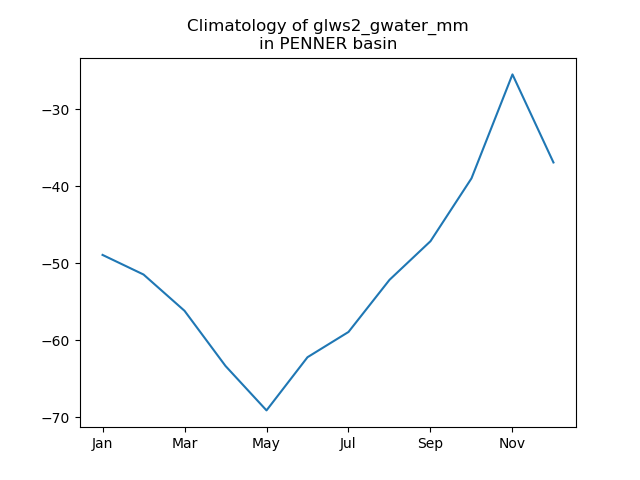 Climatology of glws2_gwater_mm
in PENNER basin
−30
−40
−50
−60
−70
Jan
Mar
May
Jul
Sep
Nov